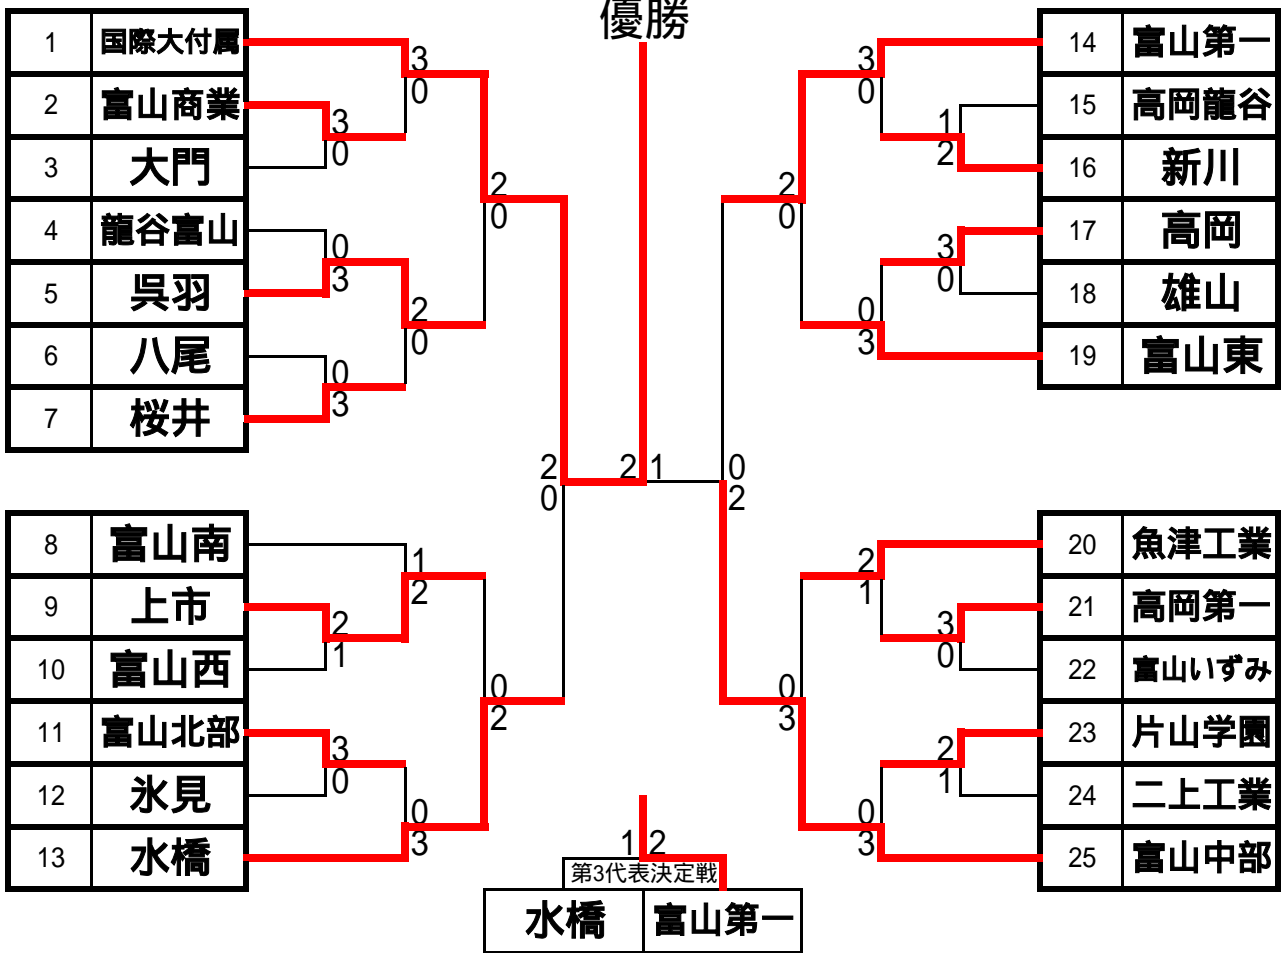 優勝
1 国際大付属
2 富山商業
3 大門
4 龍谷富山
5 呉羽
6 八尾
7 桜井
3
0
3
0
2
0
0
3
2
0
0
3
8 富山南
9 上市
10 富山西
11 富山北部
12 氷見
13 水橋
1
2
2
1
0
2
3
0
0
3
2
0
2 1
0
2
14 富山第一
15 高岡龍谷
16 新川
17 高岡
18 雄山
19 富山東
3
0
1
2
2
0
3
0
0
3
20 魚津工業
21 高岡第一
22 富山いずみ
23 片山学園
24 二上工業
25 富山中部
2
1
3
0
0
3
2
1
0
3
1 2
第3代表決定戦
水橋 富山第一